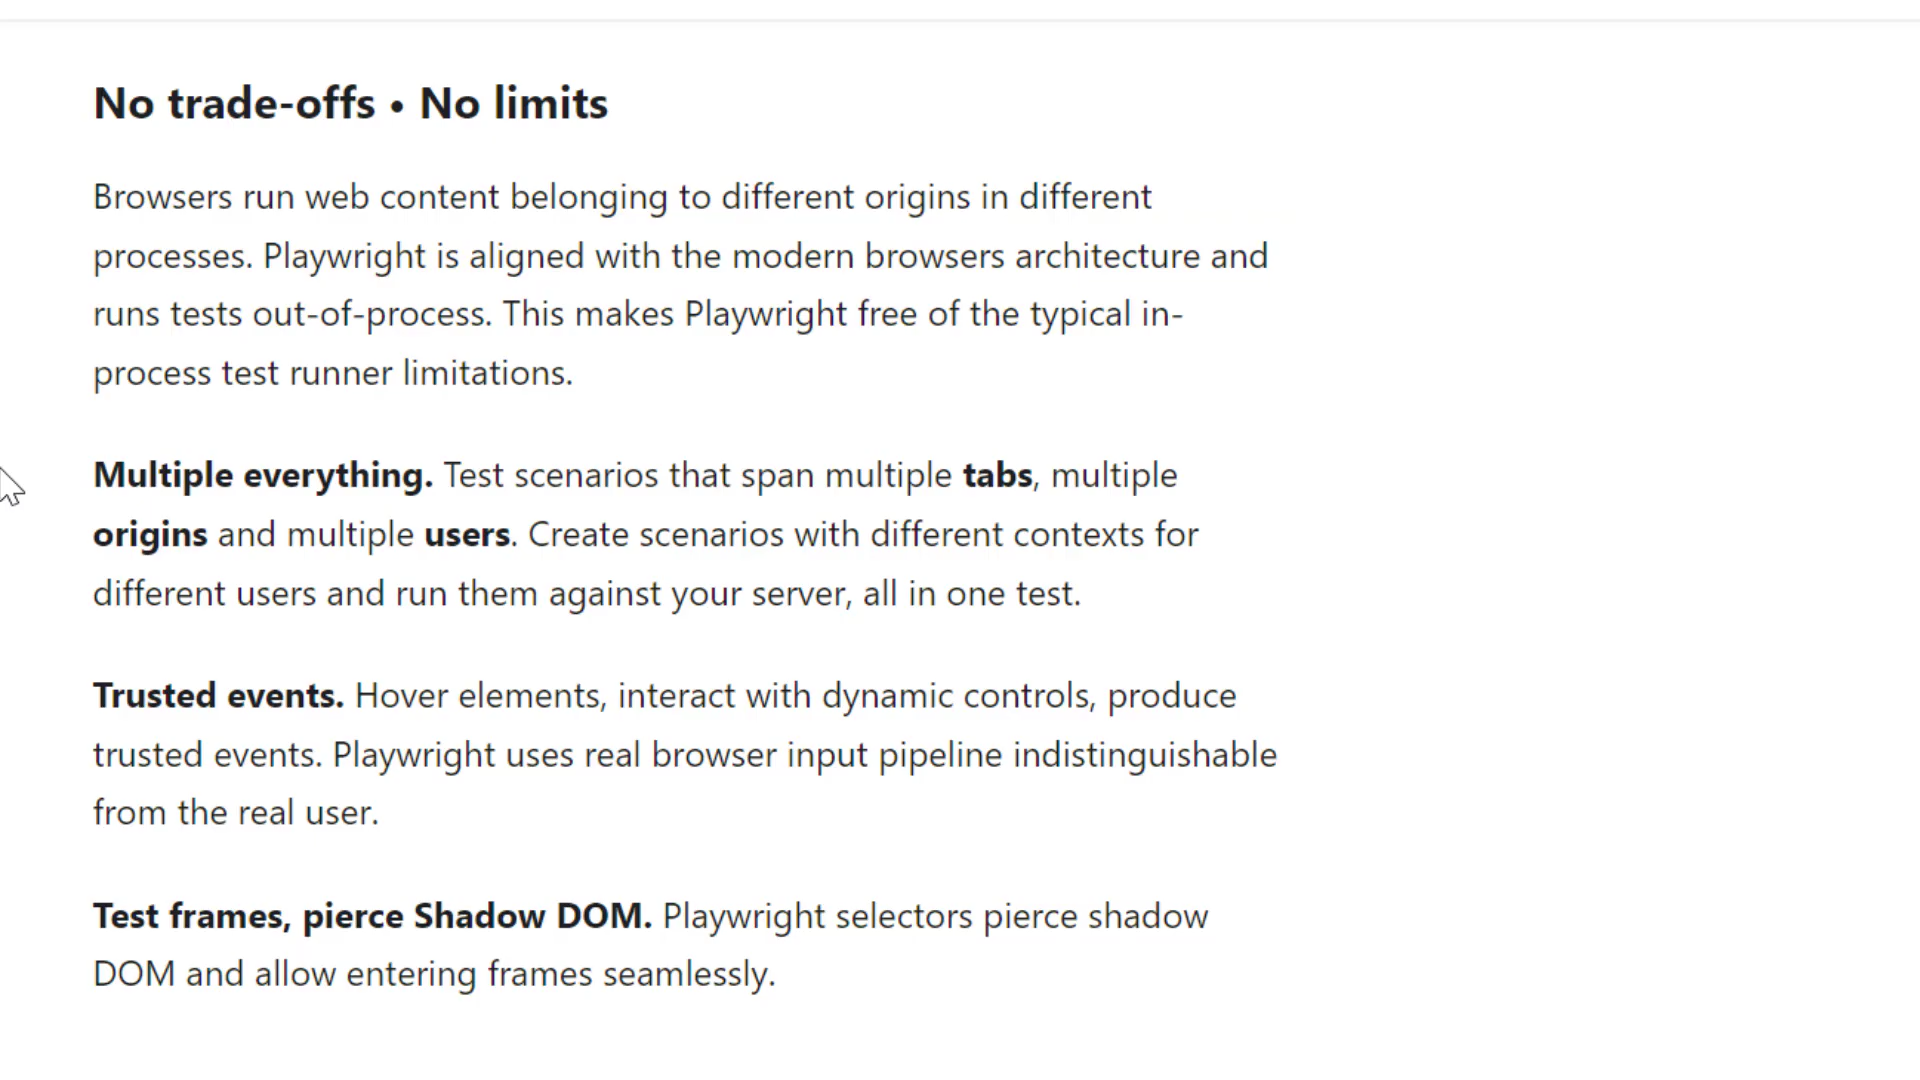 No trade-offs • No limits
Browsers run web content belonging to different origins in different
processes. Playwright is aligned with the modern browsers architecture and
runs tests out-of-process. This makes Playwright free of the typical in-
process test runner limitations.
Multiple everything. Test scenarios that span multiple tabs, multiple
origins and multiple users. Create scenarios with different contexts for
different users and run them against your server, all in one test.
Trusted events. Hover elements, interact with dynamic controls, produce
trusted events. Playwright uses real browser input pipeline indistinguishable
from the real user.
Test frames, pierce Shadow DOM. Playwright selectors pierce shadow
DOM and allow entering frames seamlessly.